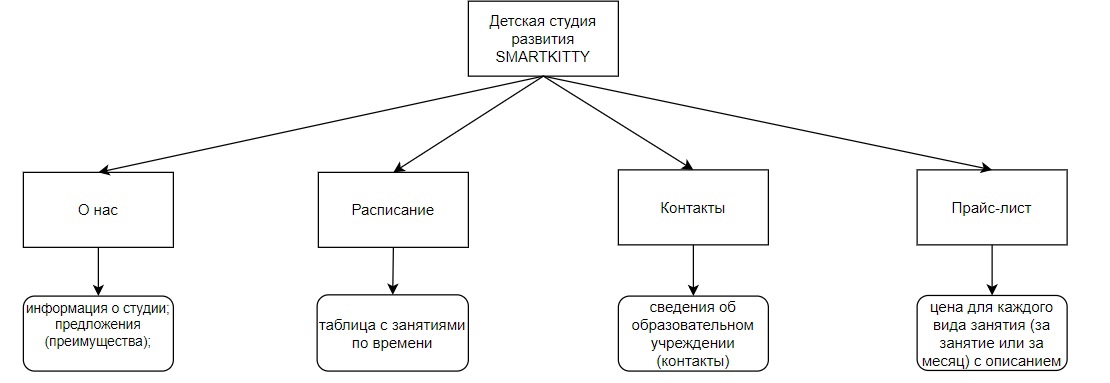 Детская студия
развития
SMARTKITTY
О нас
Расписание
Контакты
Прайс-лист
информация о студии;
предложения
(преимущества);
таблица с занятиями
по времени
сведения об
образовательном
учреждении
(контакты)
цена для каждого
вида занятия (за
занятие или за
месяц) с описанием